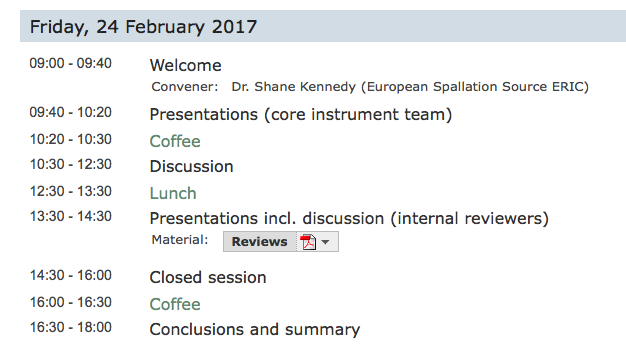 Friday, 24 February 2017
09:00 - 09:40 Welcome
Convener: Dr. Shane Kennedy (European Spallation Source ERIC)
09:40 - 10:20 Presentations (core instrument team)
10:20 - 10:30 Coffee
10:30 - 12:30 Discussion
12:30 - 13:30 Lunch
13:30 - 14:30 Presentations incl. discussion (internal reviewers)
Material: Reviews
14:30 - 16:00 Closed session
16:00 - 16:30 Coffee
16:30 - 18:00 Conclusions and summary